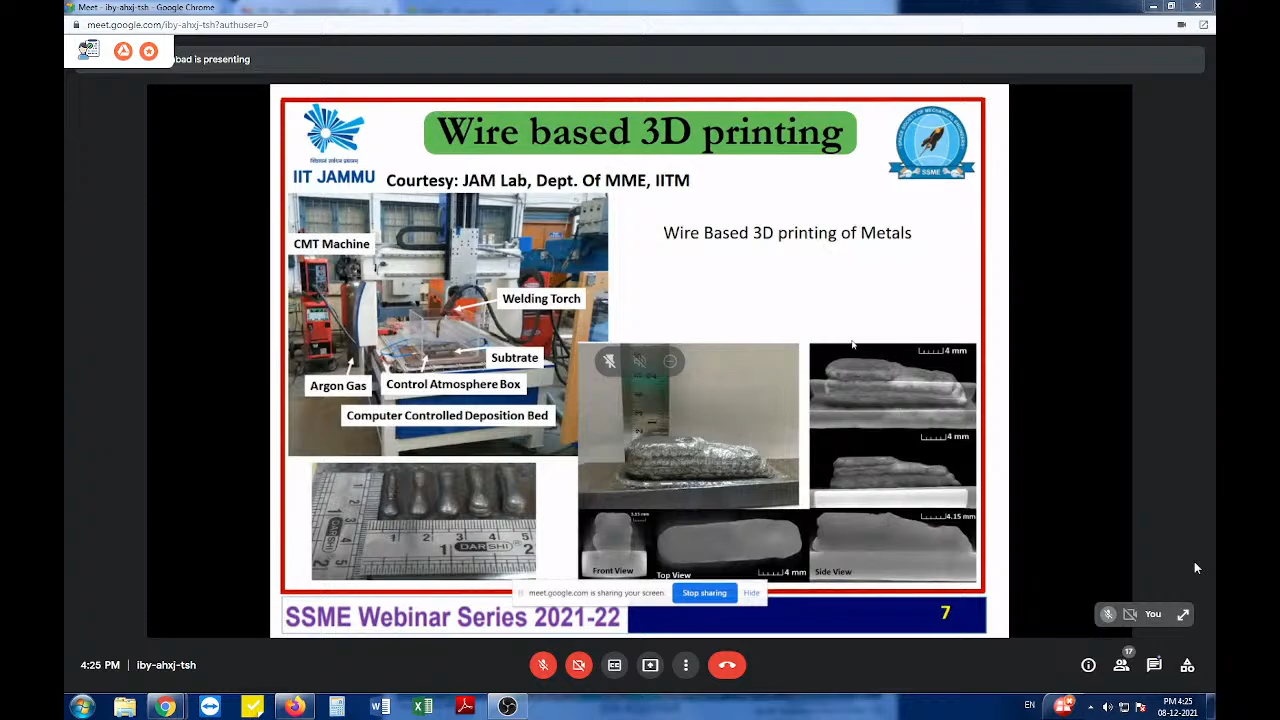 Meet - iby-ahxj-tsh - Google Chrome
meet.google.com/iby-ahxj-tsh?authuser=0
bad is presenting
Wire based 3D printing
IIT JAMMU
SSME
Courtesy: JAM Lab, Dept. Of MME, IITM
Wire Based 3D printing of Metals
CMT Machine
Welding Torch
Subtrate
Argon Gas
Control Atmosphere Box
Computer Controlled Deposition Bed
4 mm
4 mm
4.15 mm
DARSHI
DARSHI
Front View
Top View
4 mm
Side View
meet.google.com is sharing your screen.
Stop sharing
Hide
SSME Webinar Series 2021-22
7
You
4:25 PM
iby-ahxj-tsh
17
EN
PM 4:25
08-12-2021